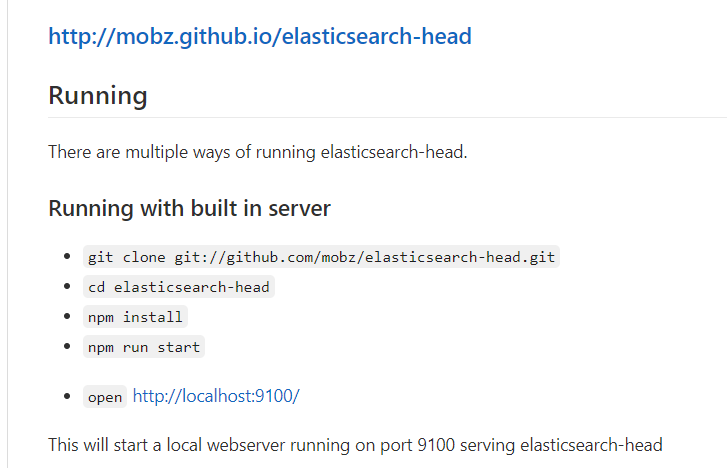 http://mobz.github.io/elasticsearch-head
Running
There are multiple ways of running elasticsearch-head.
Running with built in server
git clone git://github.com/mobz/elasticsearch-head.git
cd elasticsearch-head
npm install
npm run start
open http://localhost:9100/
This will start a local webserver running on port 9100 serving elasticsearch-head